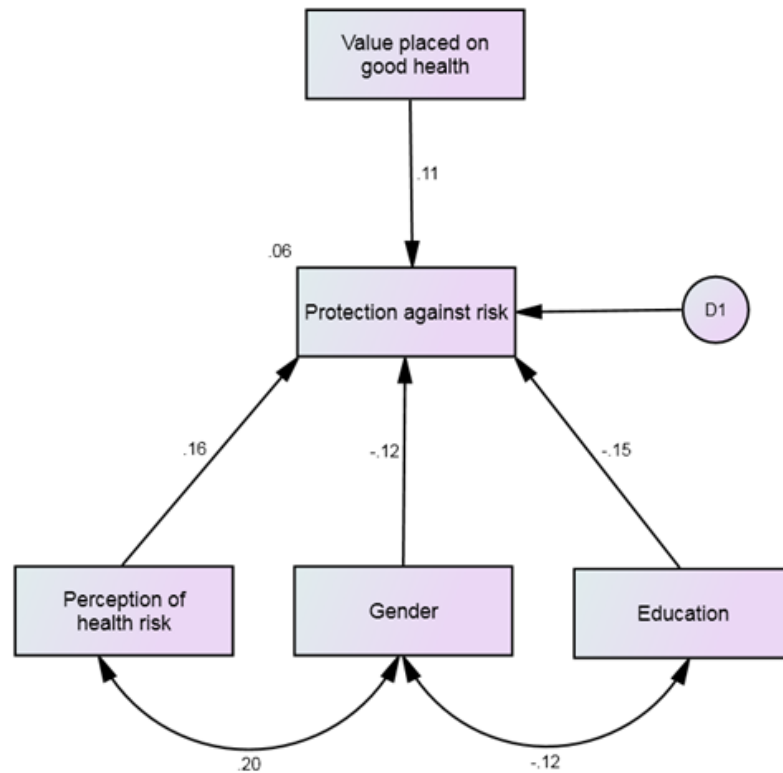 Value placed on
good health
.11
.06
Protection against risk
D1
.16
-.12
-.15
Perception of
health risk
Gender
Education
.20
-.12